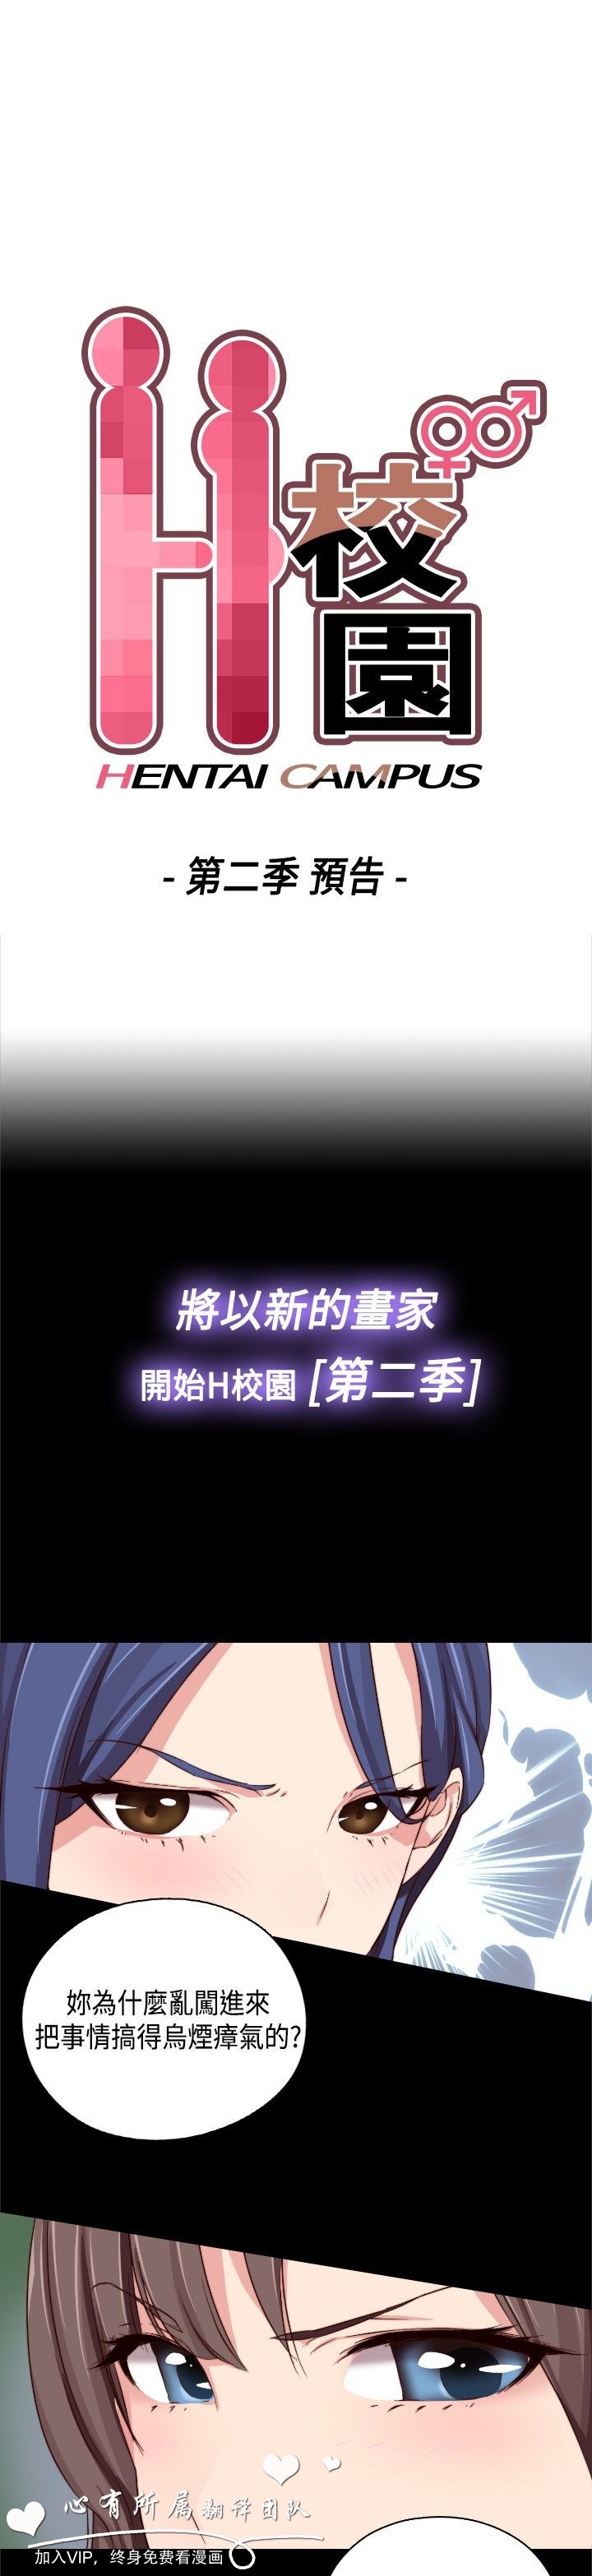 H校
園
HENTAI CAMPUS
- 第二季 預告 -
將以新的畫家
開始H校園 [第二季]
妳為什麼亂闖進來
把事情搞得烏煙瘴氣的?
心有所属翻译团队
加入VIP，终身免费看漫画